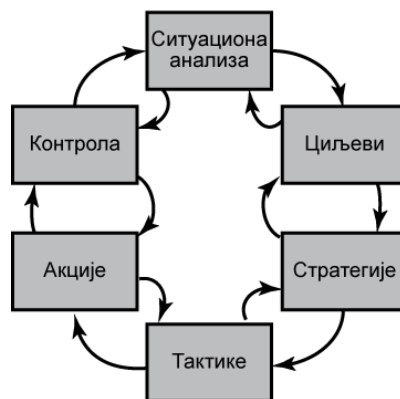 Ситуациона
анализа
Контрола
Циљеви
Акције
Стратегије
Тактике